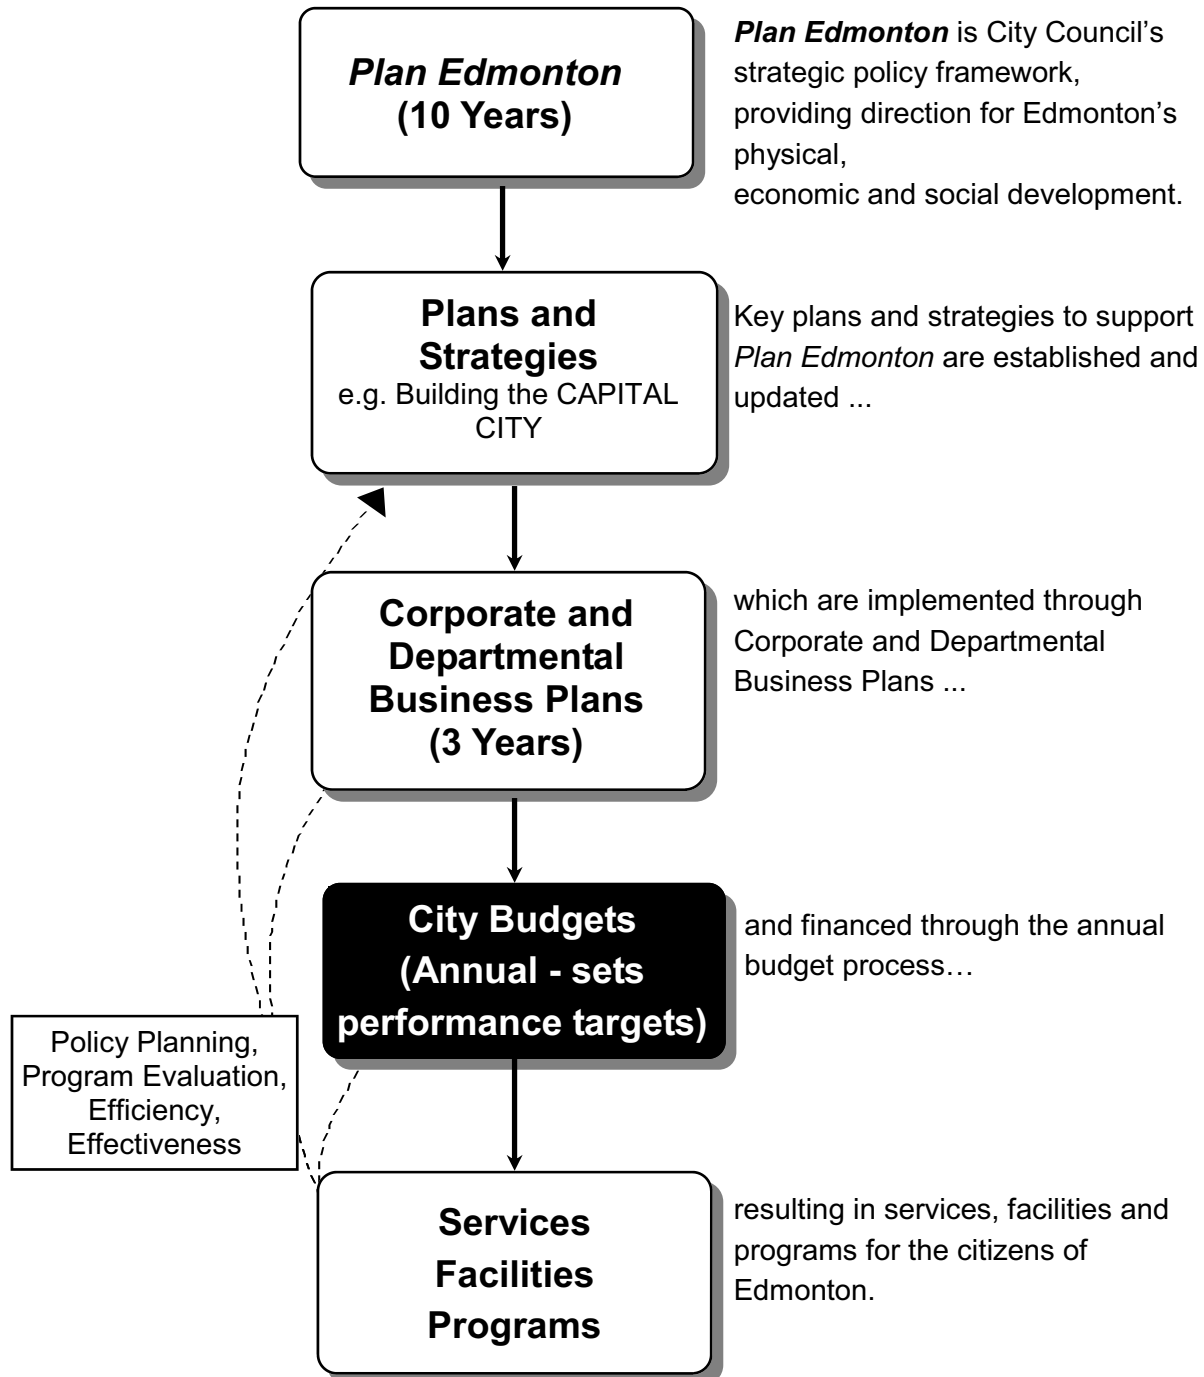 Plan Edmonton
(10 Years)
Plan Edmonton is City Council’s
strategic policy framework,
providing direction for Edmonton’s
physical,
economic and social development.
Plans and
Strategies
e.g. Building the CAPITAL
CITY
Key plans and strategies to support
Plan Edmonton are established and
updated ...
Corporate and
Departmental
Business Plans
(3 Years)
which are implemented through
Corporate and Departmental
Business Plans ...
City Budgets
(Annual - sets
performance targets)
and financed through the annual
budget process…
Policy Planning,
Program Evaluation,
Efficiency,
Effectiveness
Services
Facilities
Programs
resulting in services, facilities and
programs for the citizens of
Edmonton.